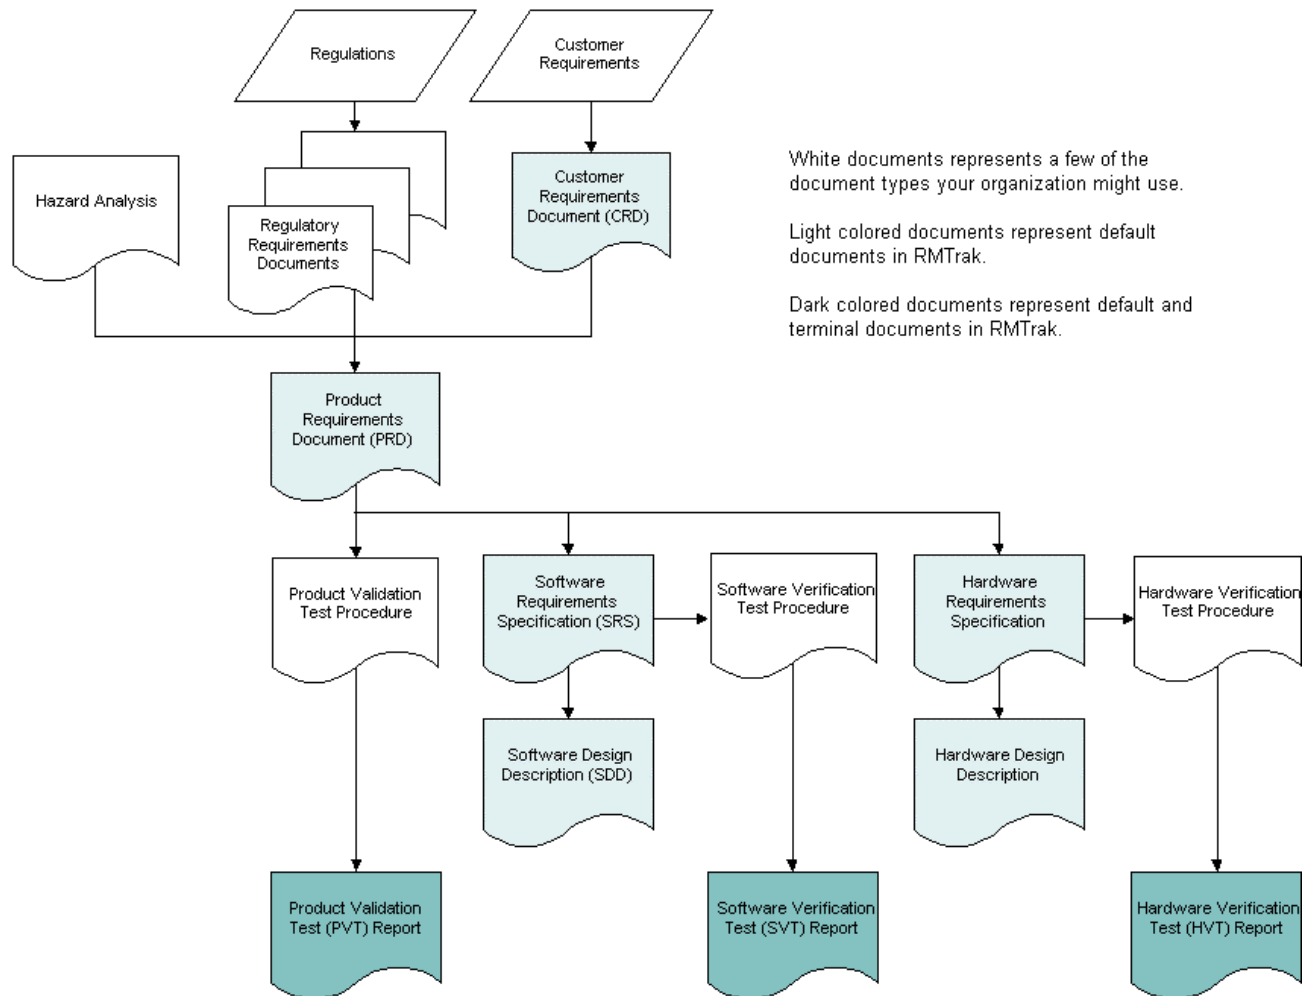 Regulations
Customer
Requirements
Hazard Analysis
Regulatory
Requirements
Documents
Customer
Requirements
Document (CRD)
White documents represents a few of the
document types your organization might use.
Light colored documents represent default
documents in RMTrak.
Dark colored documents represent default and
terminal documents in RMTrak.
Product
Requirements
Document (PRD)
Product Validation
Test Procedure
Software
Requirements
Specification (SRS)
Software Verification
Test Procedure
Hardware
Requirements
Specification
Hardware Verification
Test Procedure
Software Design
Description (SDD)
Hardware Design
Description
Product Validation
Test (PVT) Report
Software Verification
Test (SVT) Report
Hardware Verification
Test (HVT) Report